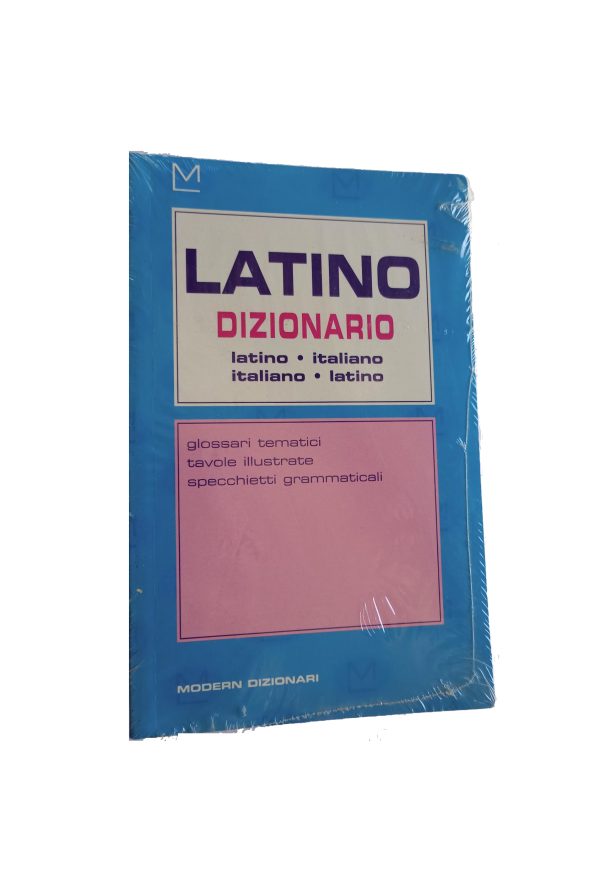 M
LATINO
DIZIONARIO
latino • italiano
italiano • latino
glossari tematici
tavole illustrate
specchietti grammaticali
MODERN DIZIONARI